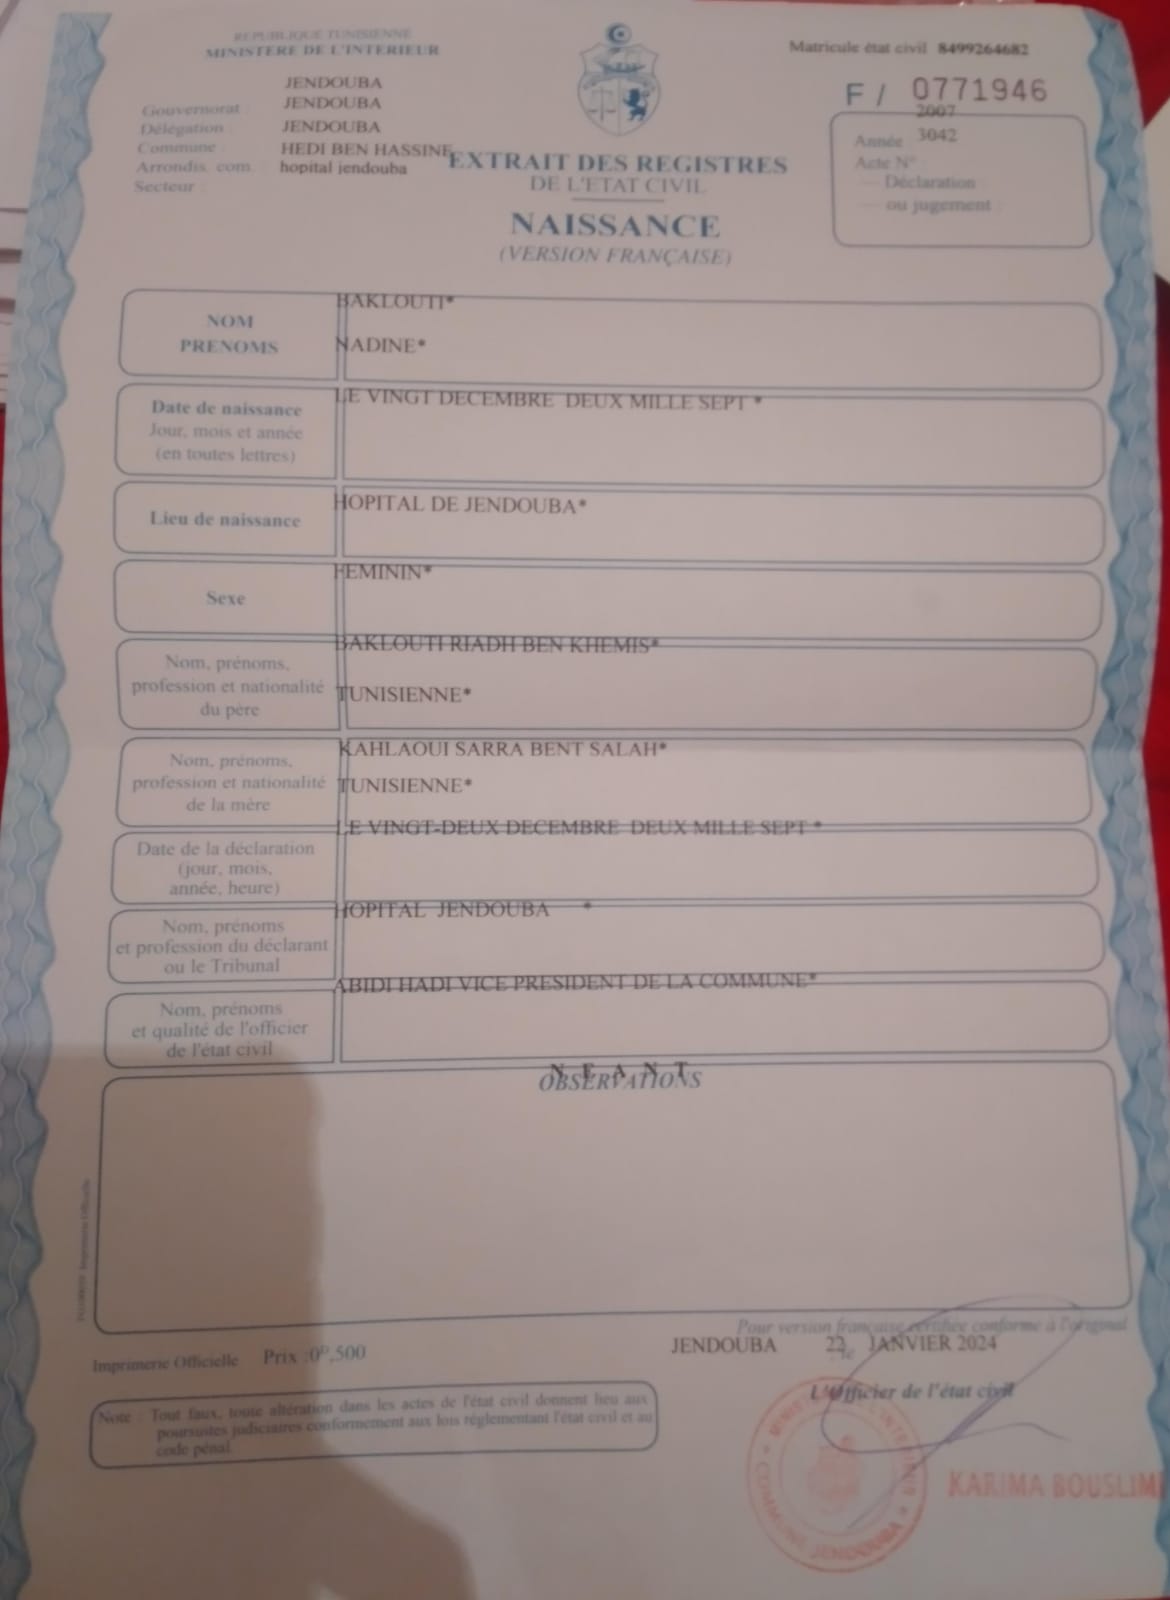 REPUBLIQUE TUNISIENNE
MINISTERE DE L'INTERIEUR
Matricule état civil 8499264682
F / 0771946
JENDOUBA
Gouvernorat : JENDOUBA
Délégation : JENDOUBA
Commune : HEDI BEN HASSINE
Arrondis. com. : hopital jendouba
Secteur :
2007
Année : 3042
Acte N° :
— Déclaration :
— ou jugement :
EXTRAIT DES REGISTRES
DE L'ETAT CIVIL
NAISSANCE
(VERSION FRANÇAISE)
NOM
PRENOMS
BAKLOUTI*
NADINE*
Date de naissance
Jour, mois et année
(en toutes lettres)
LE VINGT DECEMBRE DEUX MILLE SEPT *
Lieu de naissance
HOPITAL DE JENDOUBA*
Sexe
FEMININ*
Nom, prénoms,
profession et nationalité
du père
BAKLOUTI RIADH BEN KHEMIS*
TUNISIENNE*
Nom, prénoms,
profession et nationalité
de la mère
KAHLAOUI SARRA BENT SALAH*
TUNISIENNE*
Date de la déclaration
(jour, mois,
année, heure)
LE VINGT-DEUX DECEMBRE DEUX MILLE SEPT *
Nom, prénoms
et profession du déclarant
ou le Tribunal
HOPITAL JENDOUBA *
Nom, prénoms
et qualité de l'officier
de l'état civil
ABIDI HADI VICE PRESIDENT DE LA COMMUNE*
N E A N T
OBSERVATIONS
Imprimerie Officielle
Pour version française certifiée conforme à l'original
JENDOUBA 22 JANVIER 2024
le
L'Officier de l'état civil
Imprimerie Officielle Prix :0ᴰ,500
Note : Tout faux, toute altération dans les actes de l'état civil donnent lieu aux
poursuites judiciaires conformement aux lois réglementant l'état civil et au
code pénal.
COMMUNE JENDOUBA
KARIMA BOUSLIMI